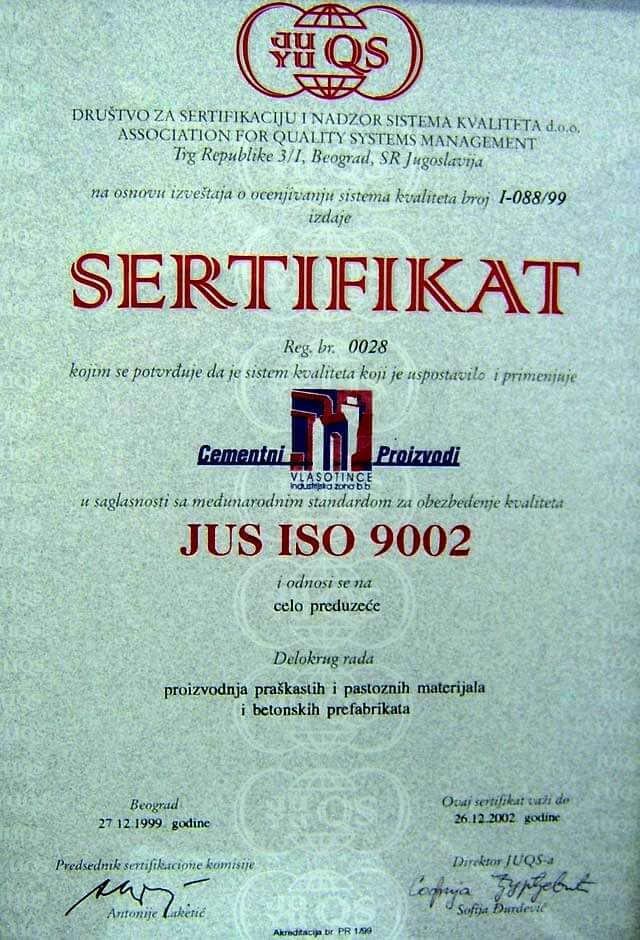 JU QS
YU
DRUŠTVO ZA SERTIFIKACIJU I NADZOR SISTEMA KVALITETA d.o.o.
ASSOCIATION FOR QUALITY SYSTEMS MANAGEMENT
Trg Republike 3/I, Beograd, SR Jugoslavija
na osnovu izveštaja o ocenjivanju sistema kvaliteta broj I-088/99
izdaje
SERTIFIKAT
Reg. br. 0028
kojim se potvrđuje da je sistem kvaliteta koji je uspostavilo i primenjuje
Cementni Proizvodi
VLASOTINCE
industrijska zona b.b.
u saglasnosti sa međunarodnim standardom za obezbeđenje kvaliteta
JUS ISO 9002
i odnosi se na
celo preduzeće
Delokrug rada
proizvodnja praškastih i pastoznih materijala
i betonskih prefabrikata
Beograd
27.12.1999. godine
Ovaj sertifikat važi do
26.12.2002. godine
Predsednik sertifikacione komisije
Antonije Laketić
Direktor JUQS-a
Софија Ђурђевић
Sofija Đurđević
Akreditacija br. PR 1/99